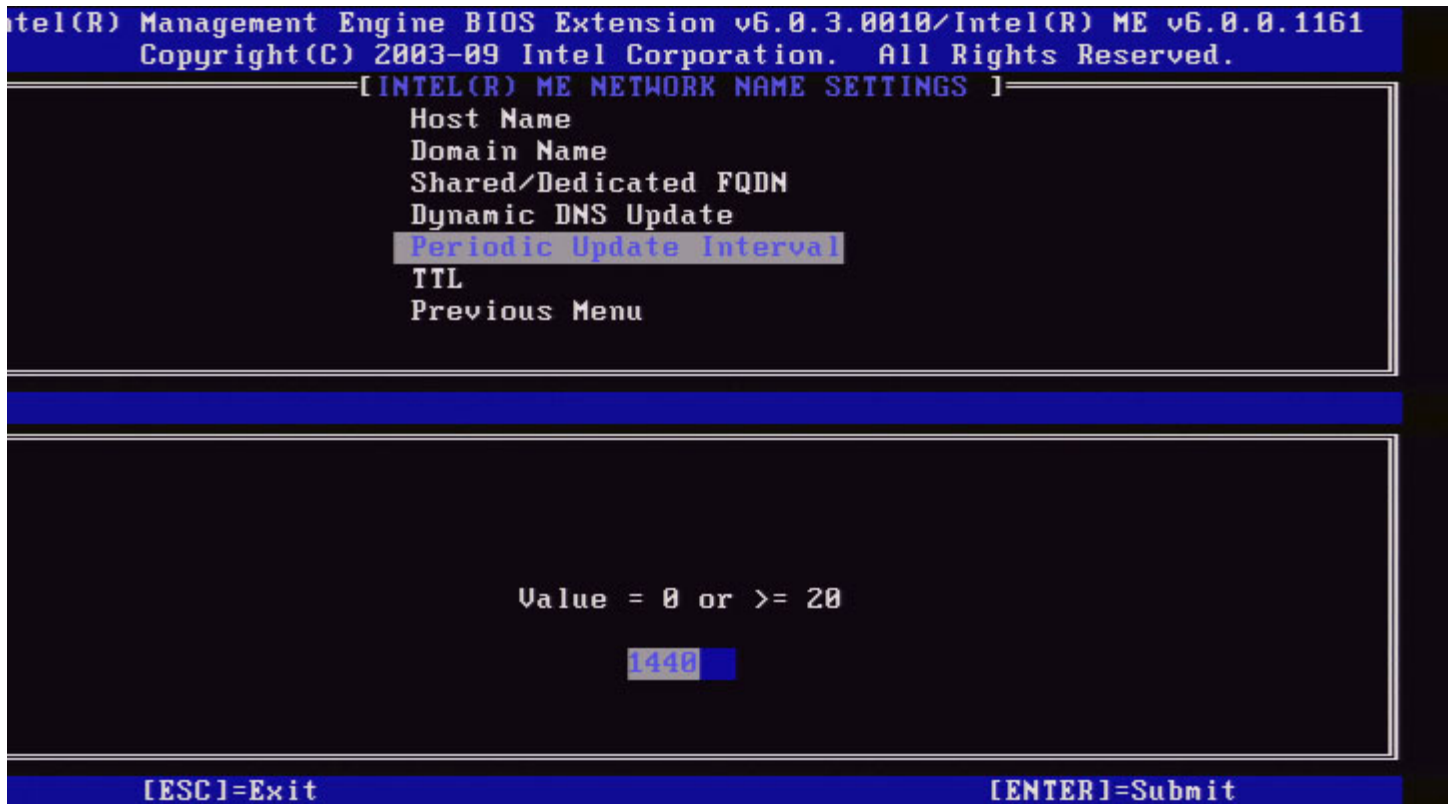 ntel(R) Management Engine BIOS Extension v6.0.3.0010/Intel(R) ME v6.0.0.1161
Copyright(C) 2003-09 Intel Corporation. All Rights Reserved.
[INTEL(R) ME NETWORK NAME SETTINGS ]
Host Name
Domain Name
Shared/Dedicated FQDN
Dynamic DNS Update
Periodic Update Interval
TTL
Previous Menu
Value = 0 or >= 20
1440
[ESC]=Exit [ENTER]=Submit